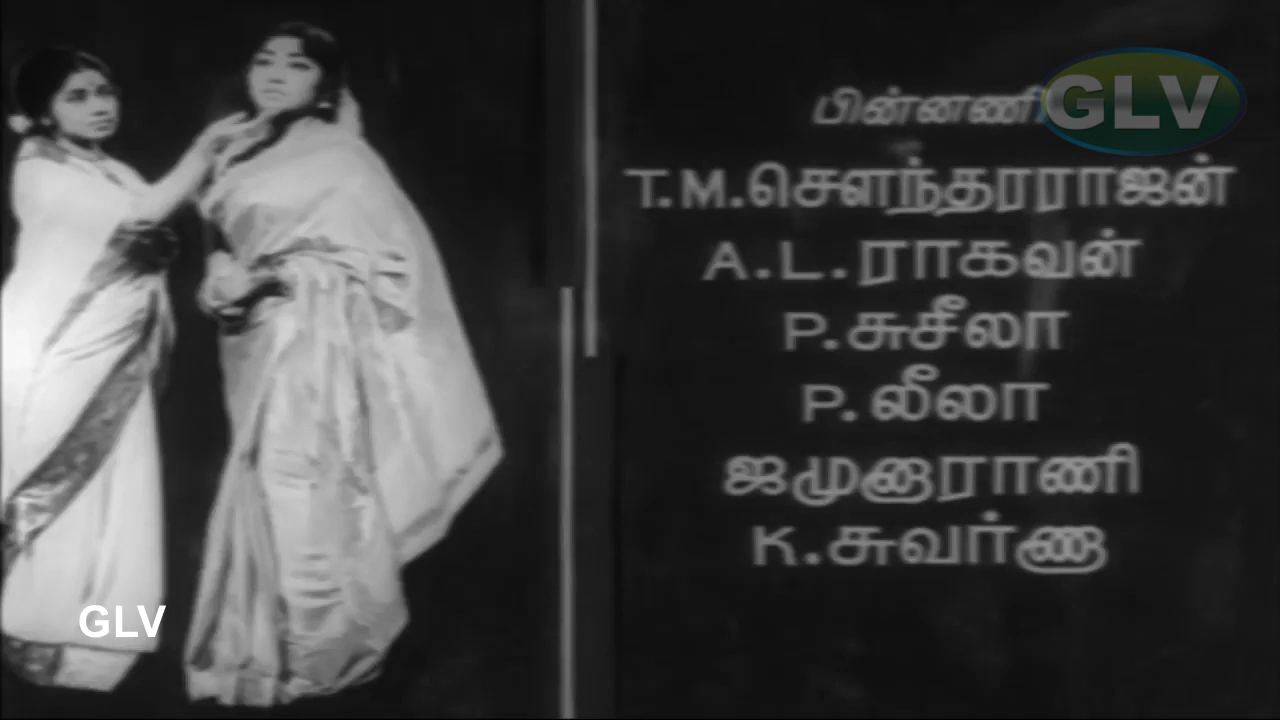 பின்னணி
GLV
T.M.சௌந்தரராஜன்
A.L.ராகவன்
P.சுசீலா
P.லீலா
ஜமுனாராணி
K.சுவர்ணா
GLV